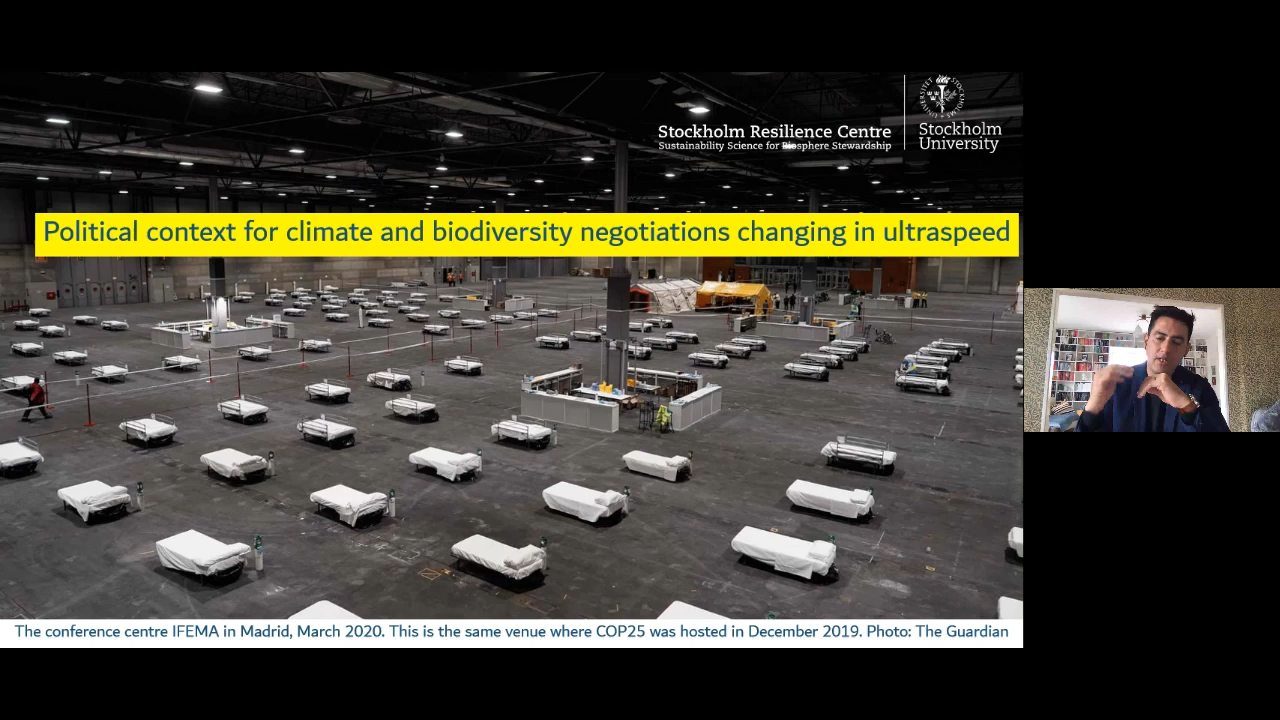 Stockholm Resilience Centre
Sustainability Science for Biosphere Stewardship
Stockholm
University
Political context for climate and biodiversity negotiations changing in ultraspeed
The conference centre IFEMA in Madrid, March 2020. This is the same venue where COP25 was hosted in December 2019. Photo: The Guardian